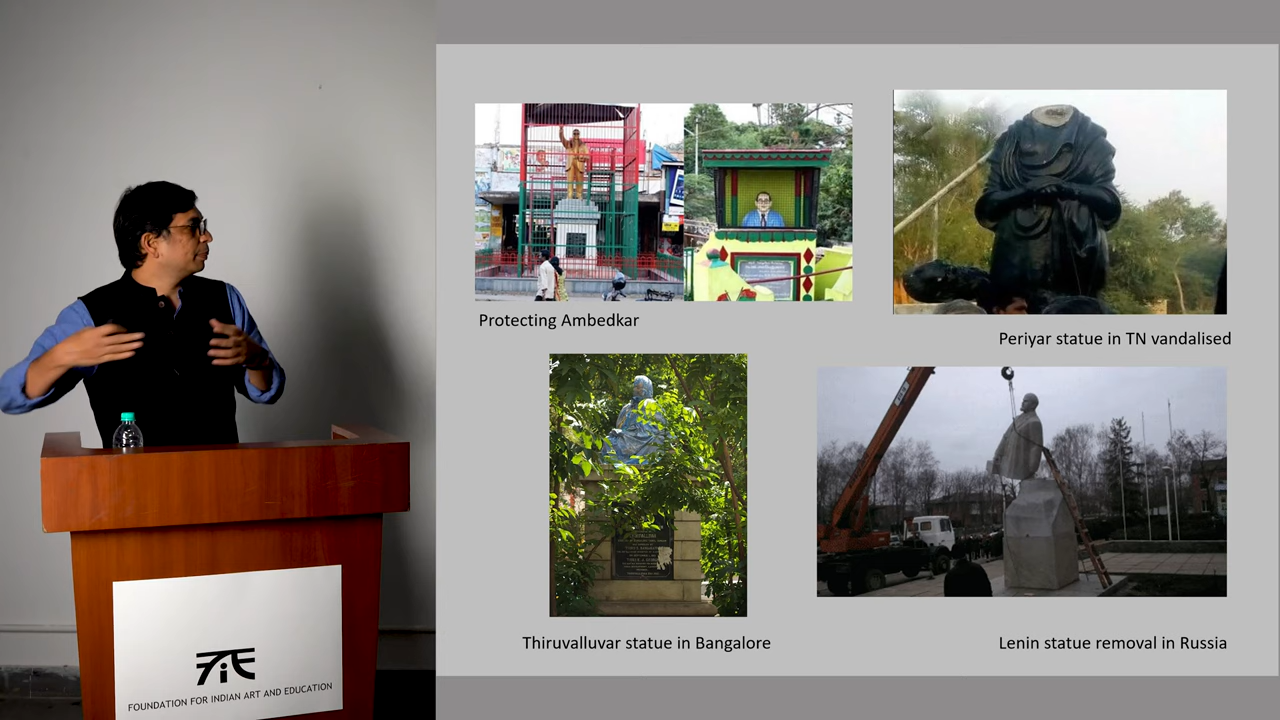 Protecting Ambedkar
Periyar statue in TN vandalised
Thiruvalluvar statue in Bangalore
Lenin statue removal in Russia
FOUNDATION FOR INDIAN ART AND EDUCATION